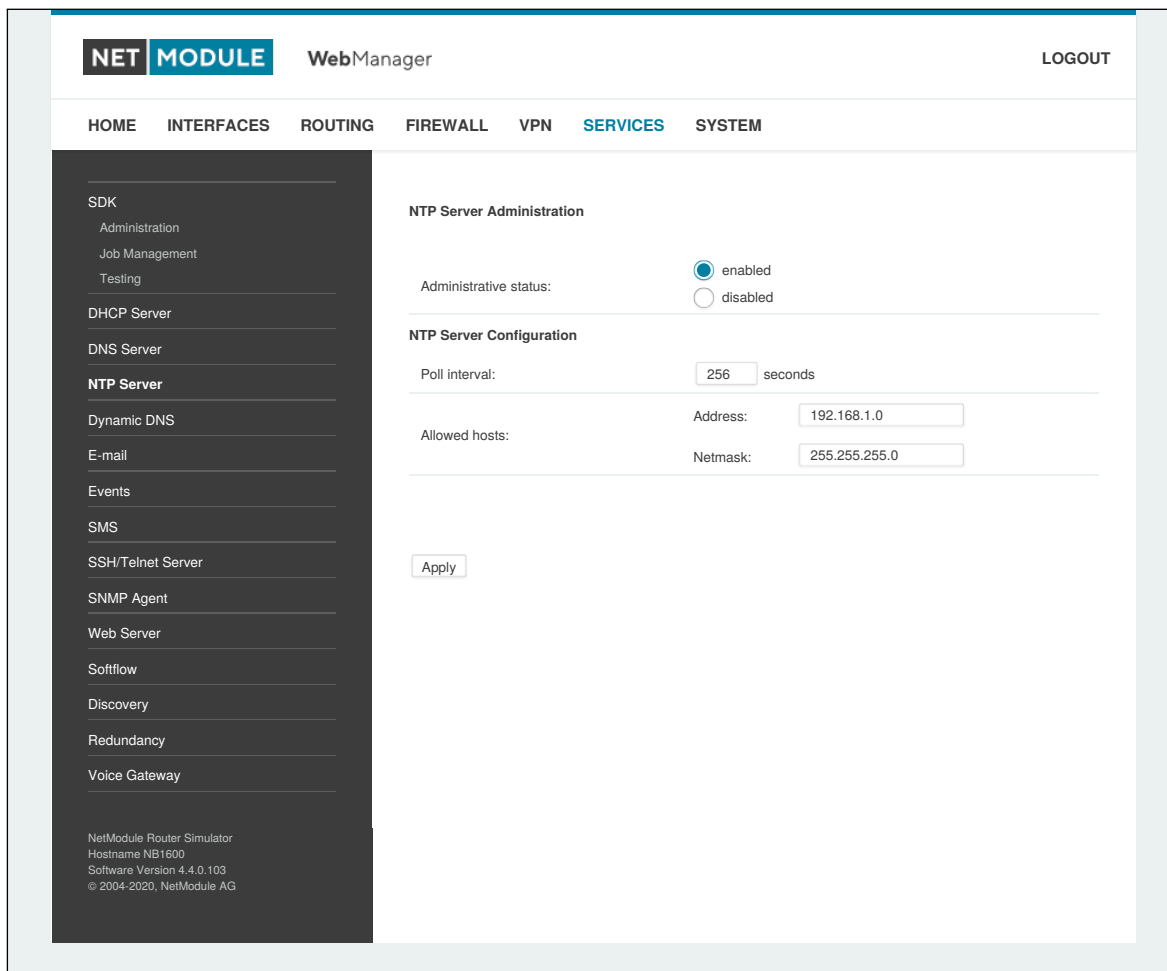 NET MODULE WebManager LOGOUT
HOME INTERFACES ROUTING FIREWALL VPN SERVICES SYSTEM
SDK
Administration
Job Management
Testing
DHCP Server
DNS Server
NTP Server
Dynamic DNS
E-mail
Events
SMS
SSH/Telnet Server
SNMP Agent
Web Server
Softflow
Discovery
Redundancy
Voice Gateway
NetModule Router Simulator
Hostname NB1600
Software Version 4.4.0.103
© 2004-2020, NetModule AG
NTP Server Administration
Administrative status:
enabled
disabled
NTP Server Configuration
Poll interval: 256 seconds
Allowed hosts:
Address: 192.168.1.0
Netmask: 255.255.255.0
Apply